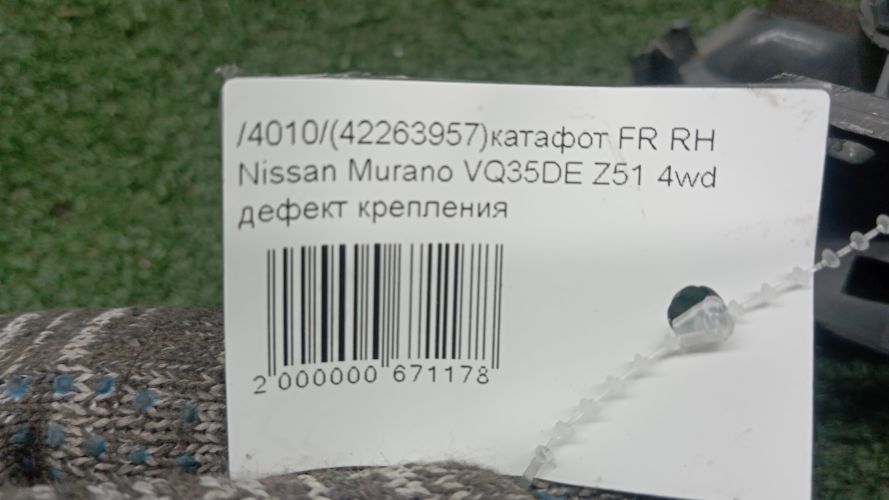 /4010/(42263957)катафот FR RH
Nissan Murano VQ35DE Z51 4wd
дефект крепления
2 000000 671178